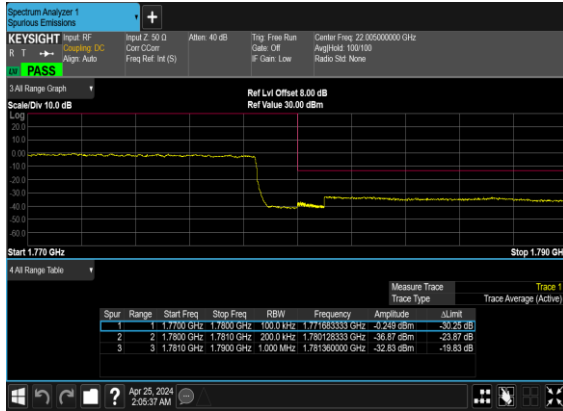 Spectrum Analyzer 1
Spurious Emissions
+
KEYSIGHT Input: RF Input Z: 50 Ω Atten: 40 dB Trig: Free Run Center Freq: 22.005000000 GHz
R T Coupling: DC Corr CCorr Gate: Off Avg|Hold: 100/100
Align: Auto Freq Ref: Int (S) IF Gain: Low Radio Std: None
PASS
3 All Range Graph
Ref Lvl Offset 8.00 dB
Scale/Div 10.0 dB Ref Value 30.00 dBm
Log
20.0
10.0
0.00
-10.0
-20.0
-30.0
-40.0
-50.0
-60.0
Start 1.770 GHz Stop 1.790 GH
4 All Range Table
Measure Trace Trace 1
Trace Type Trace Average (Active)
Spur Range Start Freq Stop Freq RBW Frequency Amplitude ΔLimit
1 1 1.7700 GHz 1.7800 GHz 100.0 kHz 1.771683333 GHz -0.249 dBm -30.25 dB
2 2 1.7800 GHz 1.7810 GHz 200.0 kHz 1.780128333 GHz -36.87 dBm -23.87 dB
3 3 1.7810 GHz 1.7900 GHz 1.000 MHz 1.781360000 GHz -32.83 dBm -19.83 dB
? Apr 25, 2024
2:05:37 AM